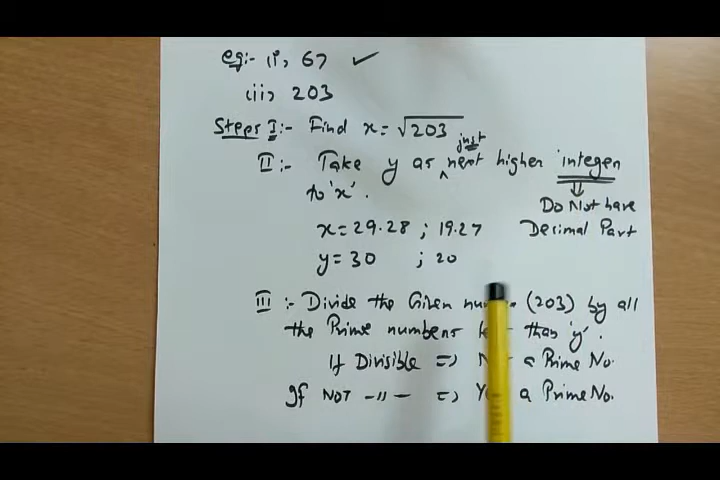 eg:- (i, 67 ✓
(ii, 203
Steps I:- Find x = √203
just
II:- Take y as ^ next higher integer
to 'x'.
Do Not have
Decimal Part
x = 29.28 ; 19.27
y = 30 ; 20
III :- Divide the Given (203) by all
the Prime numbers than 'y'.
If Divisible => a Prime No.
If NOT -〃- => a Prime No.